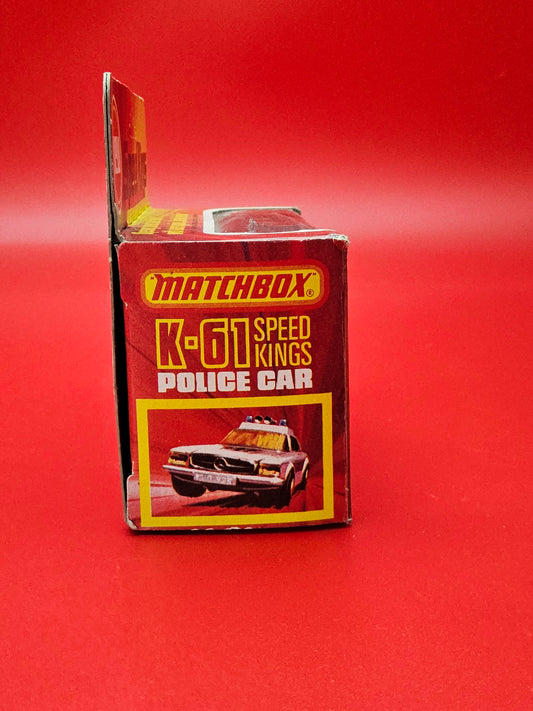 "MATCHBOX"®
K-61 SPEED KINGS
POLICE CAR